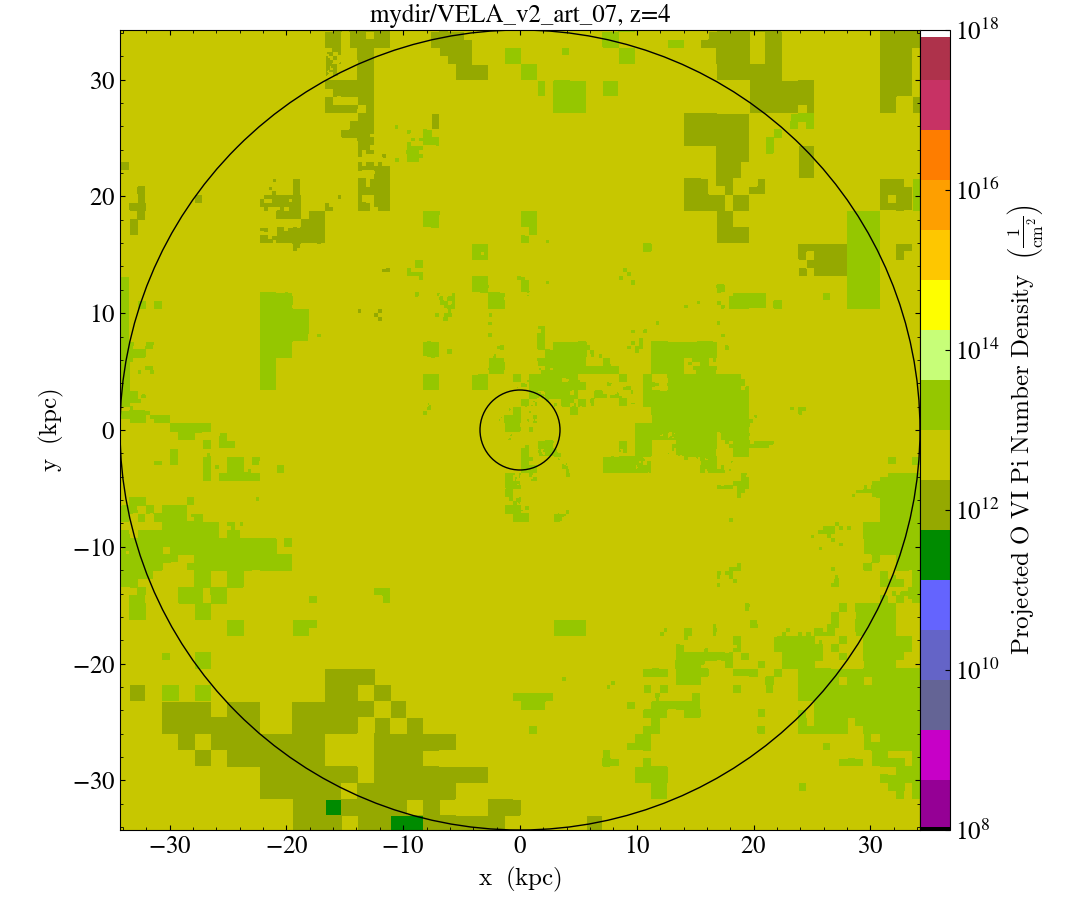 mydir/VELA_v2_art_07, z=4
30
20
10
0
−10
−20
−30
y (kpc)
−30 −20 −10 0 10 20 30
x (kpc)
10^18
10^16
10^14
10^12
10^10
10^8
Projected O VI Pi Number Density (1/cm^2)